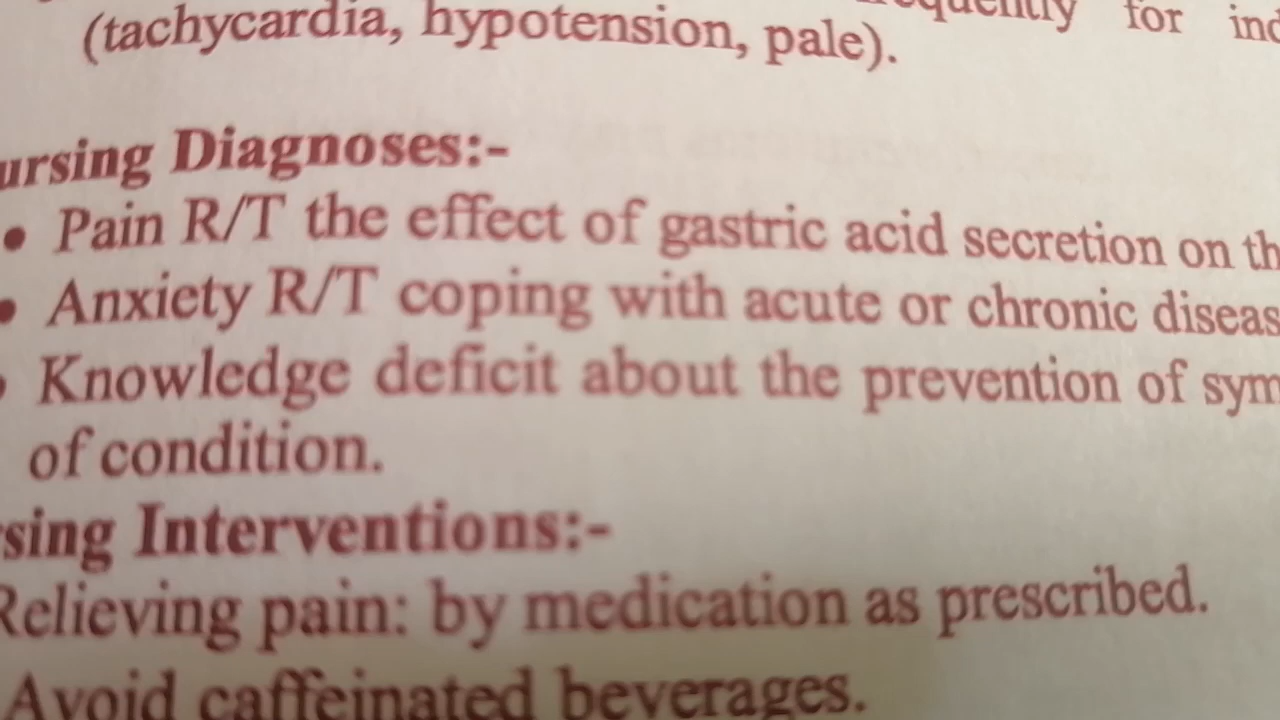 for
(tachycardia, hypotension, pale).
ursing Diagnoses:-
• Pain R/T the effect of gastric acid secretion on th
• Anxiety R/T coping with acute or chronic diseas
• Knowledge deficit about the prevention of sym
of condition.
sing Interventions:-
Relieving pain: by medication as prescribed.
Avoid caffeinated beverages.